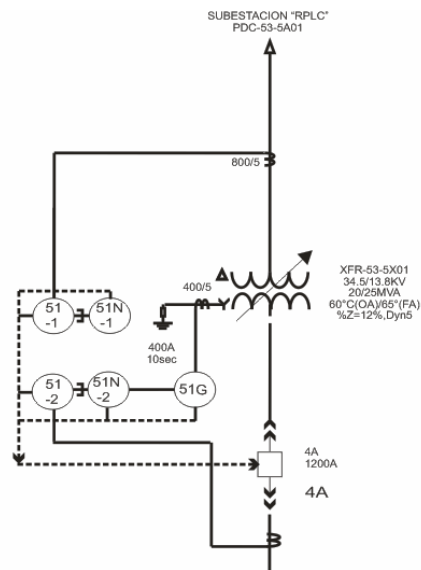 SUBESTACION "RPLC"
PDC-53-5A01
800/5
400/5
XFR-53-5X01
34.5/13.8KV
20/25MVA
60°C(OA)/65°(FA)
%Z=12%,Dyn5
51
-1
51N
-1
400A
10sec
51
-2
51N
-2
51G
4A
1200A
4A